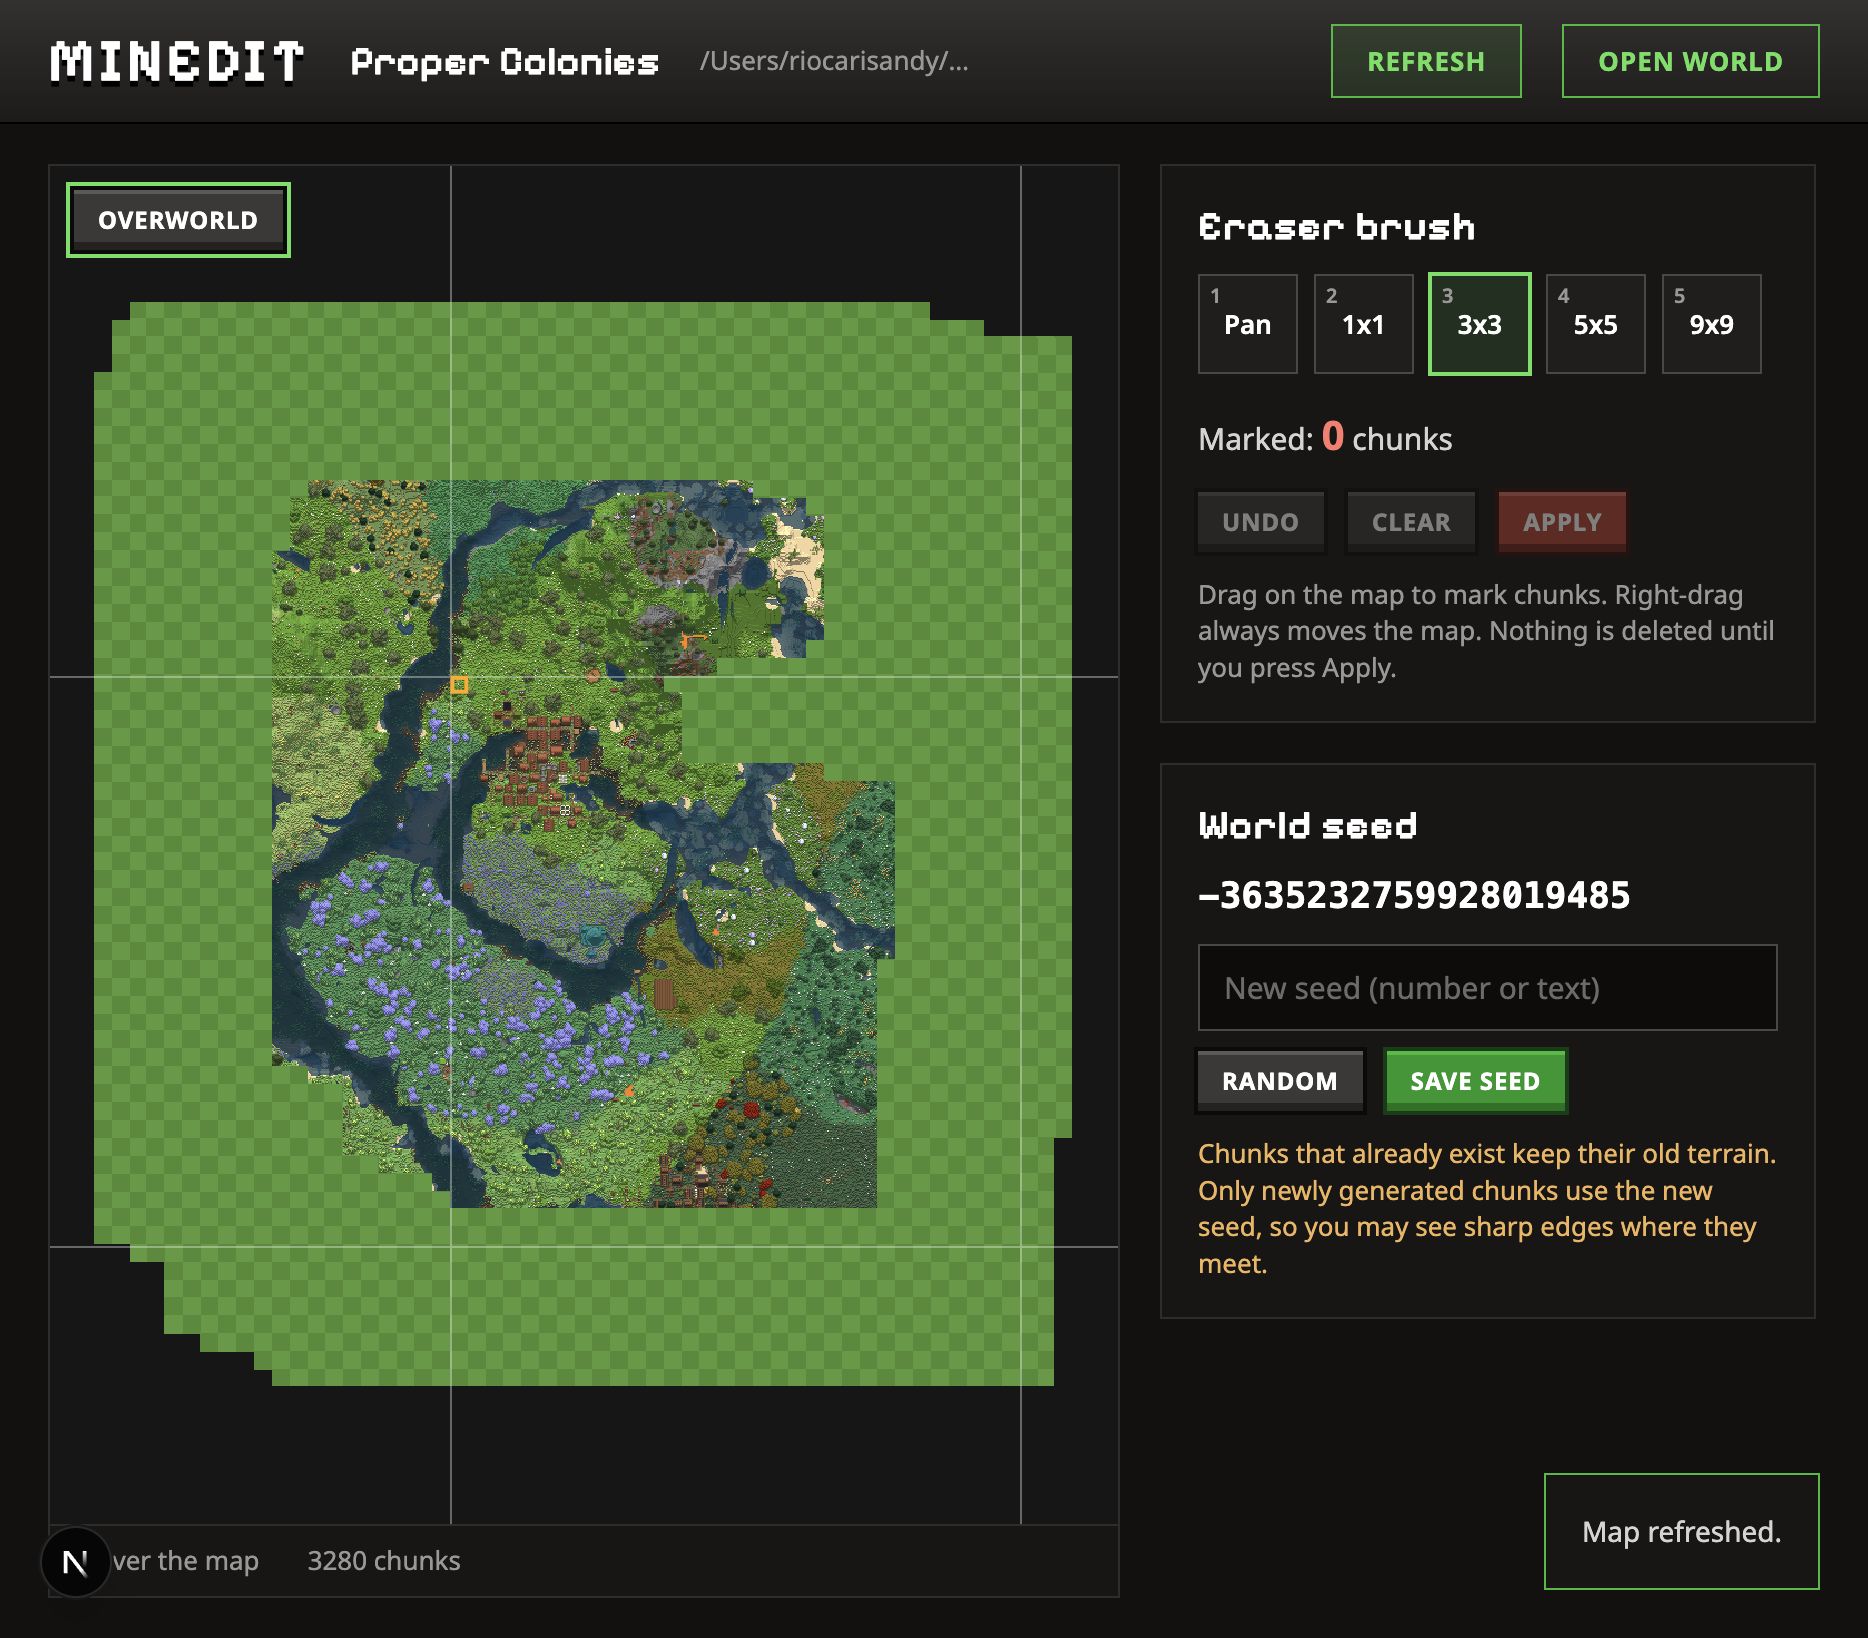 MINEDIT
Proper Colonies
/Users/riocarisandy/...
REFRESH
OPEN WORLD
OVERWORLD
Eraser brush
1
Pan
2
1x1
3
3x3
4
5x5
5
9x9
Marked: 0 chunks
UNDO
CLEAR
APPLY
Drag on the map to mark chunks. Right-drag
always moves the map. Nothing is deleted until
you press Apply.
World seed
-3635232759928019485
New seed (number or text)
RANDOM
SAVE SEED
Chunks that already exist keep their old terrain.
Only newly generated chunks use the new
seed, so you may see sharp edges where they
meet.
N
ver the map
3280 chunks
Map refreshed.